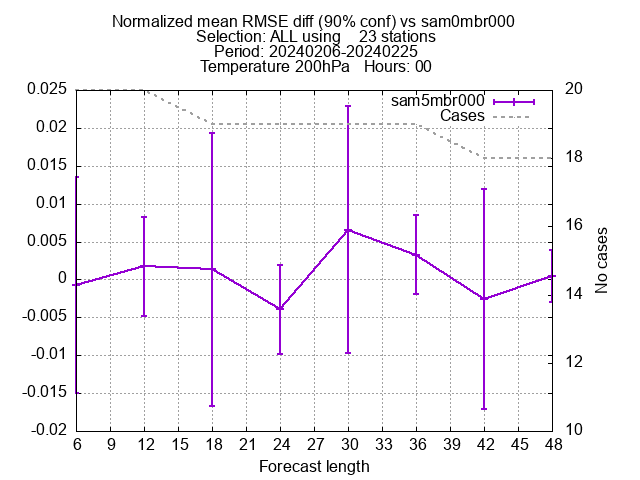 Normalized mean RMSE diff (90% conf) vs sam0mbr000
Selection: ALL using    23 stations
Period: 20240206-20240225
Temperature 200hPa   Hours: 00
sam5mbr000
Cases
0.025
0.02
0.015
0.01
0.005
0
-0.005
-0.01
-0.015
-0.02
20
18
16
14
12
10
No cases
6 9 12 15 18 21 24 27 30 33 36 39 42 45 48
Forecast length